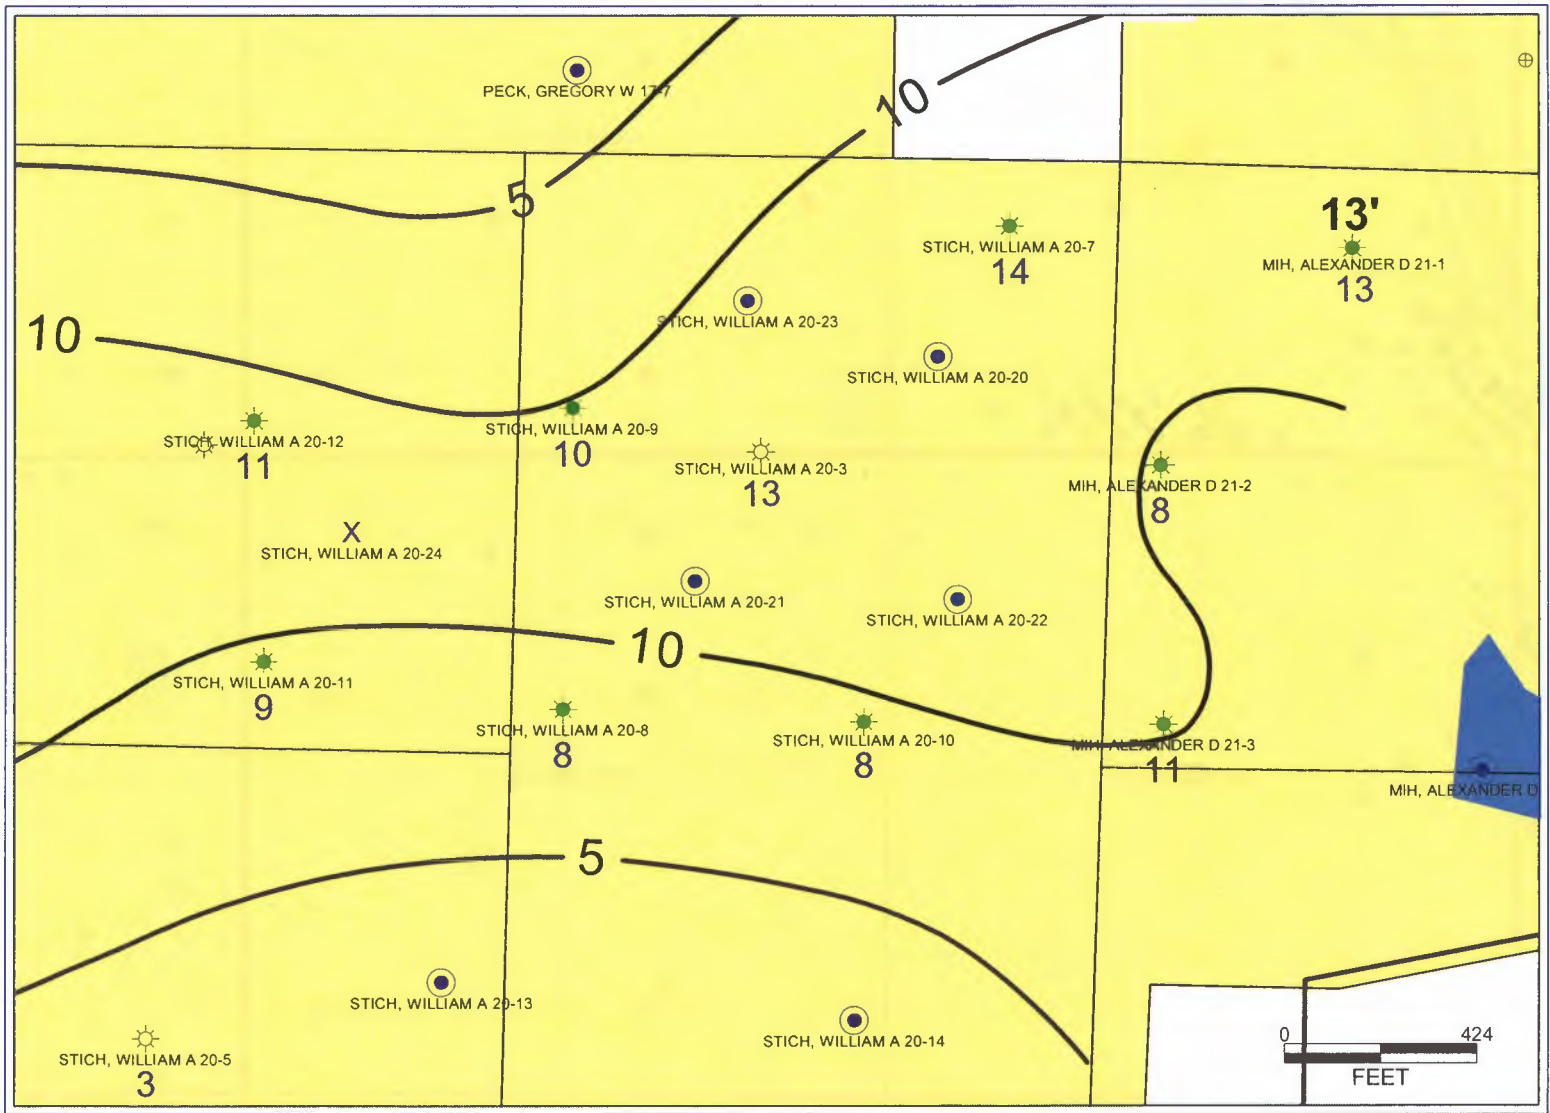 PECK, GREGORY W 17-7
10
5
13'
STICH, WILLIAM A 20-7
14
MIH, ALEXANDER D 21-1
13
STICH, WILLIAM A 20-23
10
STICH, WILLIAM A 20-20
STICH, WILLIAM A 20-12
11
STICH, WILLIAM A 20-9
10
STICH, WILLIAM A 20-3
13
MIH, ALEXANDER D 21-2
8
X
STICH, WILLIAM A 20-24
STICH, WILLIAM A 20-21
STICH, WILLIAM A 20-22
10
STICH, WILLIAM A 20-11
9
STICH, WILLIAM A 20-8
8
STICH, WILLIAM A 20-10
8
MIH, ALEXANDER D 21-3
11
MIH, ALEXANDER D
5
STICH, WILLIAM A 20-13
STICH, WILLIAM A 20-14
STICH, WILLIAM A 20-5
3
0 424
FEET